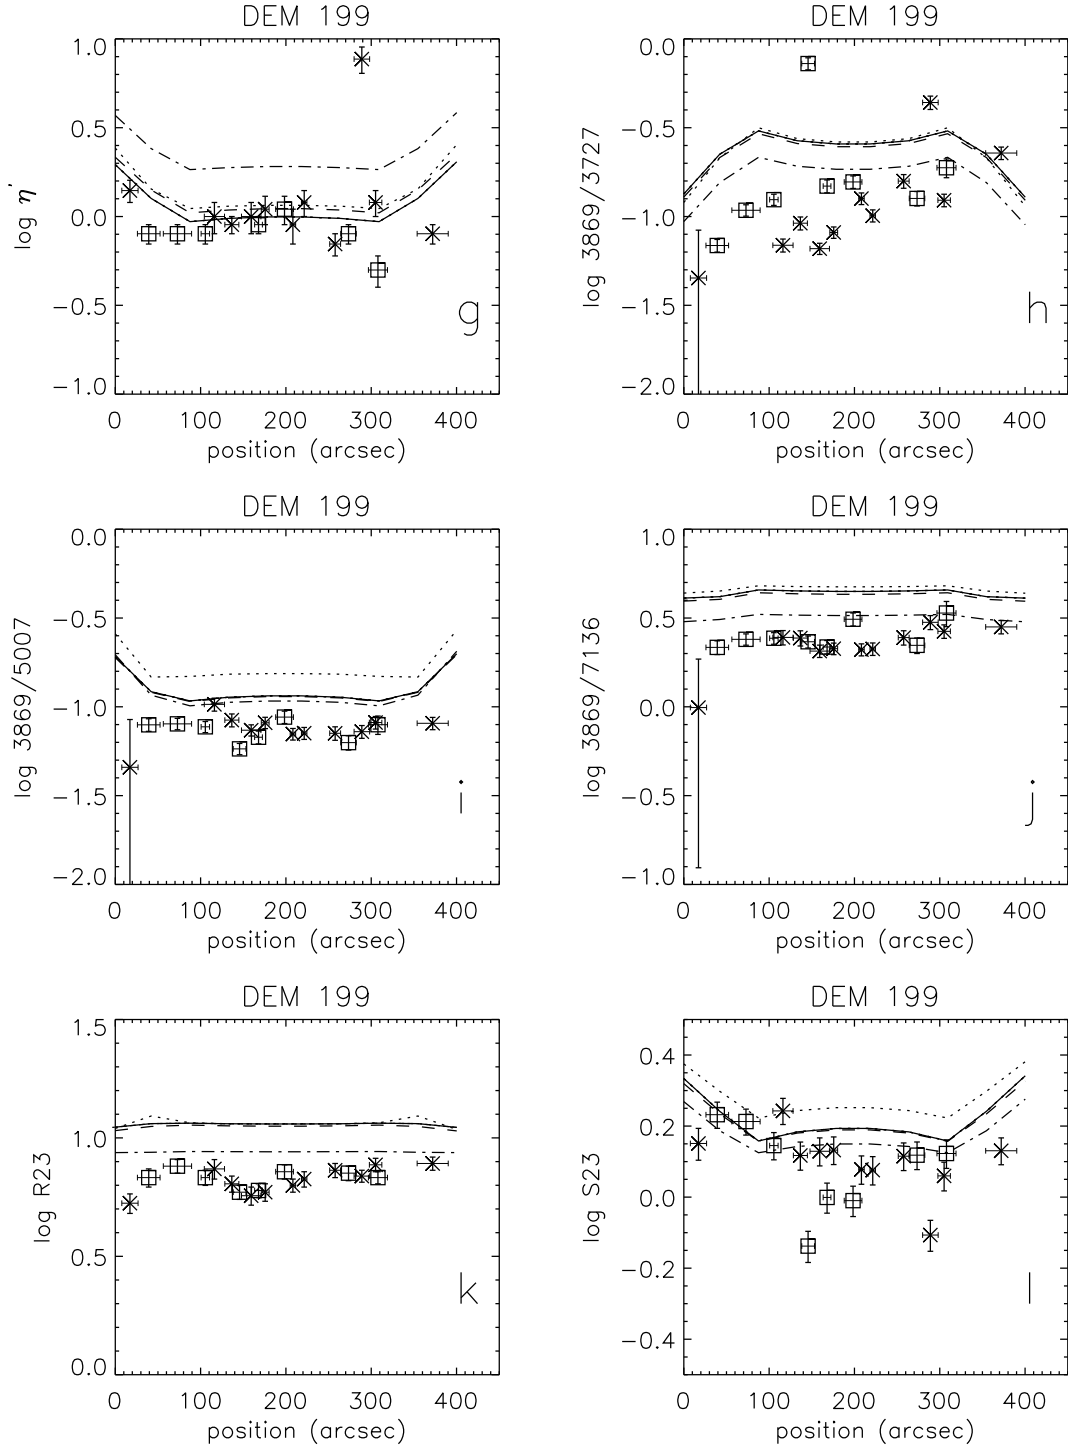 DEM 199
1.0
0.5
0.0
−0.5
−1.0
log η'
g
0 100 200 300 400
position (arcsec)
DEM 199
0.0
−0.5
−1.0
−1.5
−2.0
log 3869/3727
h
0 100 200 300 400
position (arcsec)
DEM 199
0.0
−0.5
−1.0
−1.5
−2.0
log 3869/5007
i
0 100 200 300 400
position (arcsec)
DEM 199
1.0
0.5
0.0
−0.5
−1.0
log 3869/7136
j
0 100 200 300 400
position (arcsec)
DEM 199
1.5
1.0
0.5
0.0
log R23
k
0 100 200 300 400
position (arcsec)
DEM 199
0.4
0.2
0.0
−0.2
−0.4
log S23
l
0 100 200 300 400
position (arcsec)